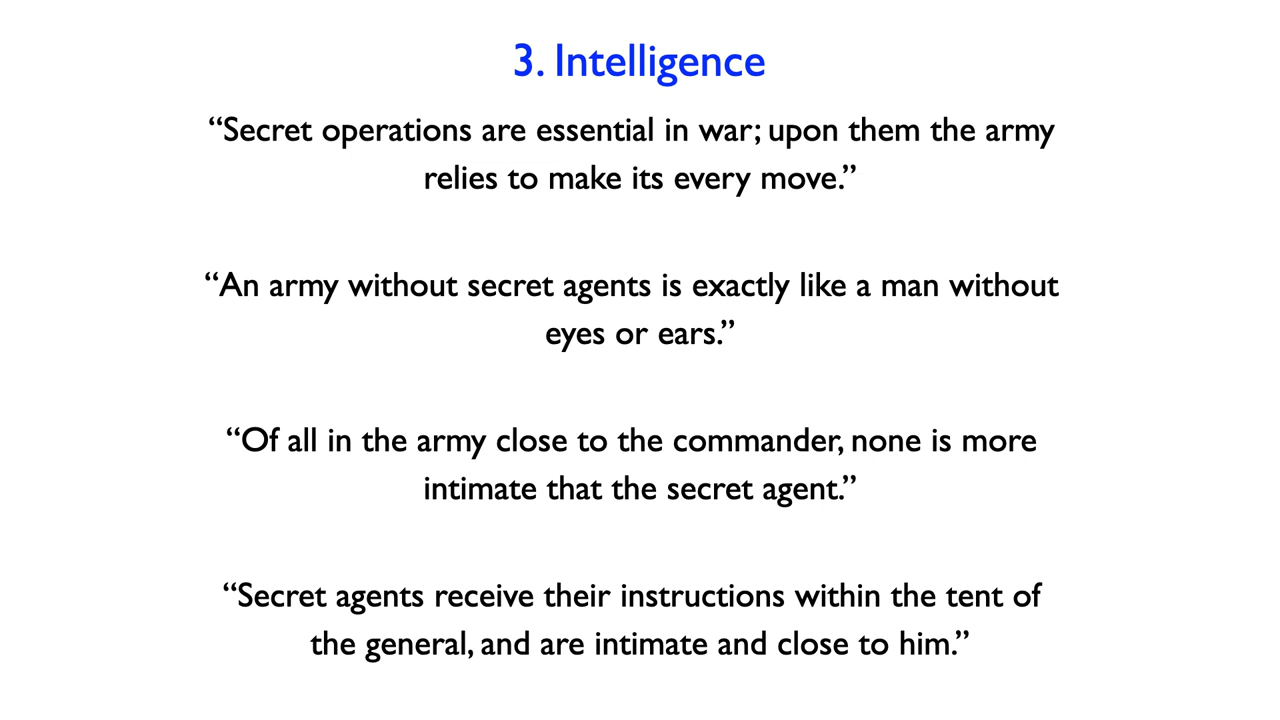 3. Intelligence
“Secret operations are essential in war; upon them the army
relies to make its every move.”
“An army without secret agents is exactly like a man without
eyes or ears.”
“Of all in the army close to the commander, none is more
intimate that the secret agent.”
“Secret agents receive their instructions within the tent of
the general, and are intimate and close to him.”